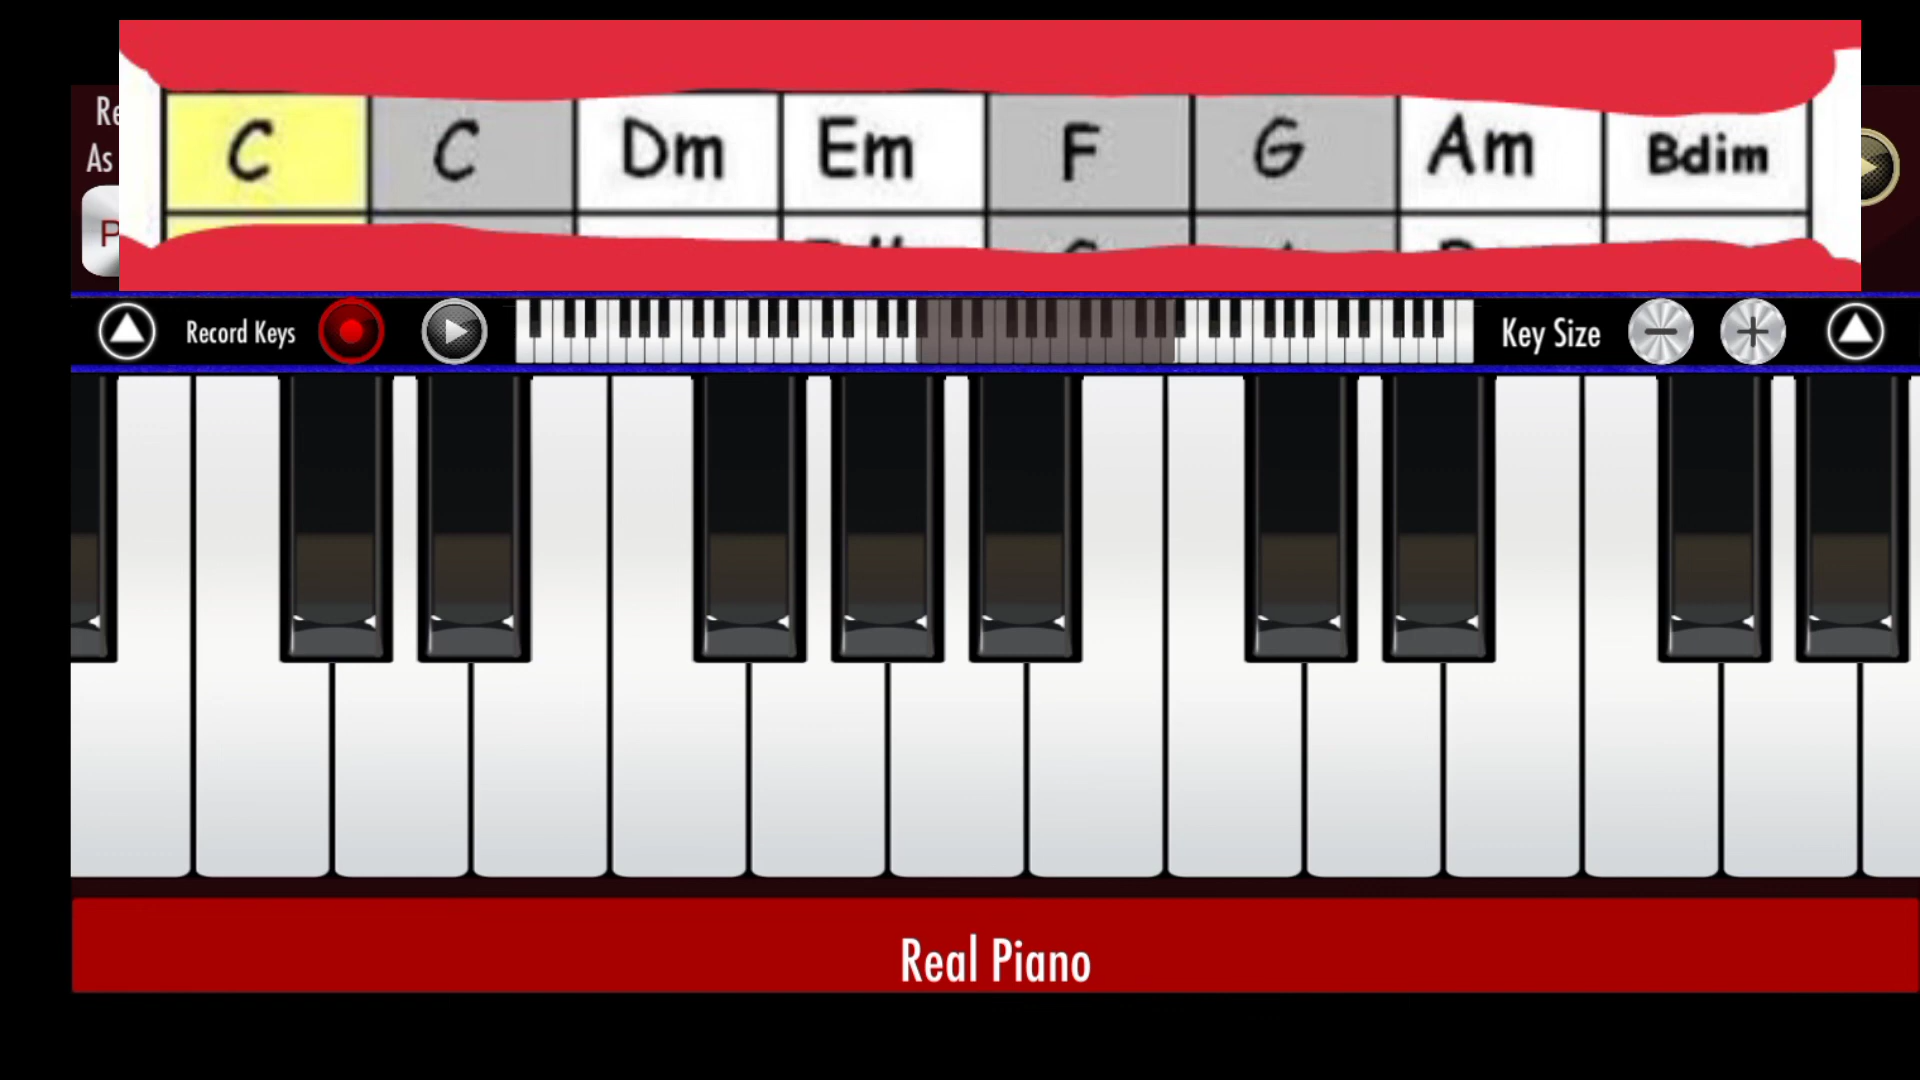 Re
As
P
C C Dm Em F G Am Bdim
Record Keys
Key Size
Real Piano